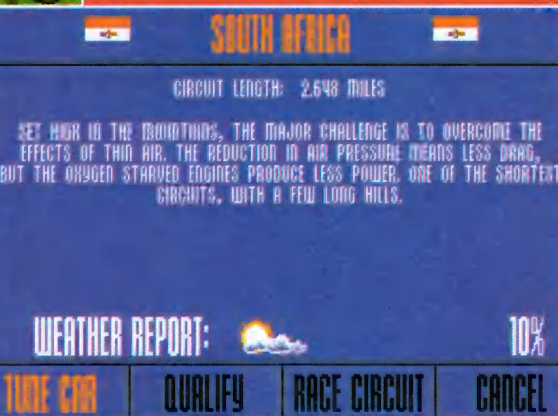 SOUTH AFRICA
CIRCUIT LENGTH: 2.648 MILES
SET HIGH IN THE MOUNTAINS, THE MAJOR CHALLENGE IS TO OVERCOME THE
EFFECTS OF THIN AIR. THE REDUCTION IN AIR PRESSURE MEANS LESS DRAG,
BUT THE OXYGEN STARVED ENGINES PRODUCE LESS POWER. ONE OF THE SHORTEST
CIRCUITS, WITH A FEW LONG HILLS.
WEATHER REPORT: 10%
TUNE CAR QUALIFY RACE CIRCUIT CANCEL